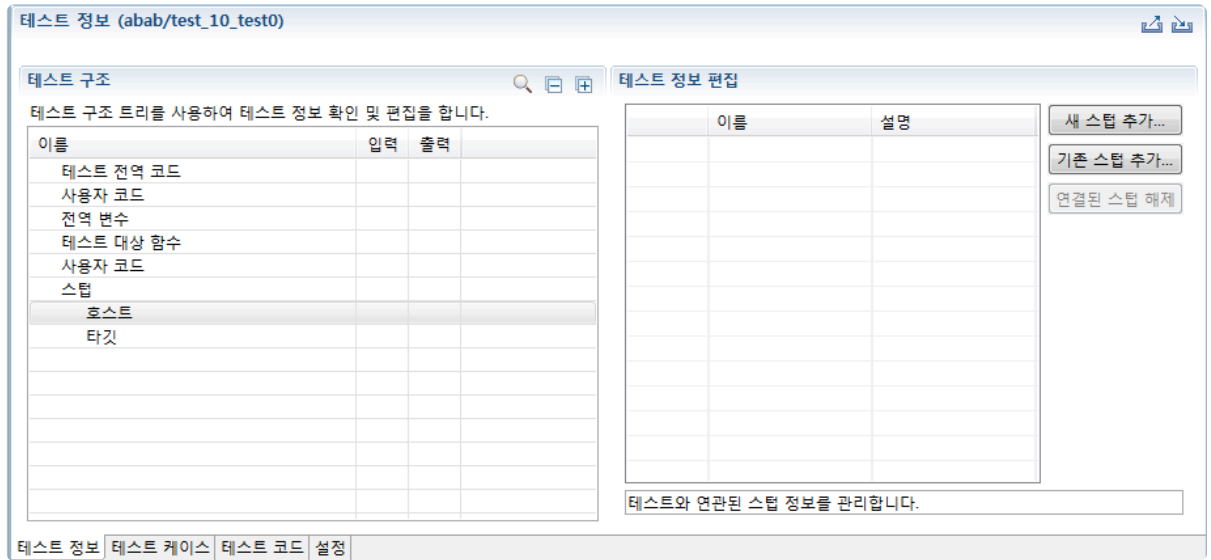 테스트 정보 (abab/test_10_test0)
테스트 구조
테스트 구조 트리를 사용하여 테스트 정보 확인 및 편집을 합니다.
이름 입력 출력
테스트 전역 코드
사용자 코드
전역 변수
테스트 대상 함수
사용자 코드
스텁
호스트
타깃
테스트 정보 편집
이름 설명
새 스텁 추가...
기존 스텁 추가...
연결된 스텁 해제
테스트와 연관된 스텁 정보를 관리합니다.
테스트 정보 테스트 케이스 테스트 코드 설정